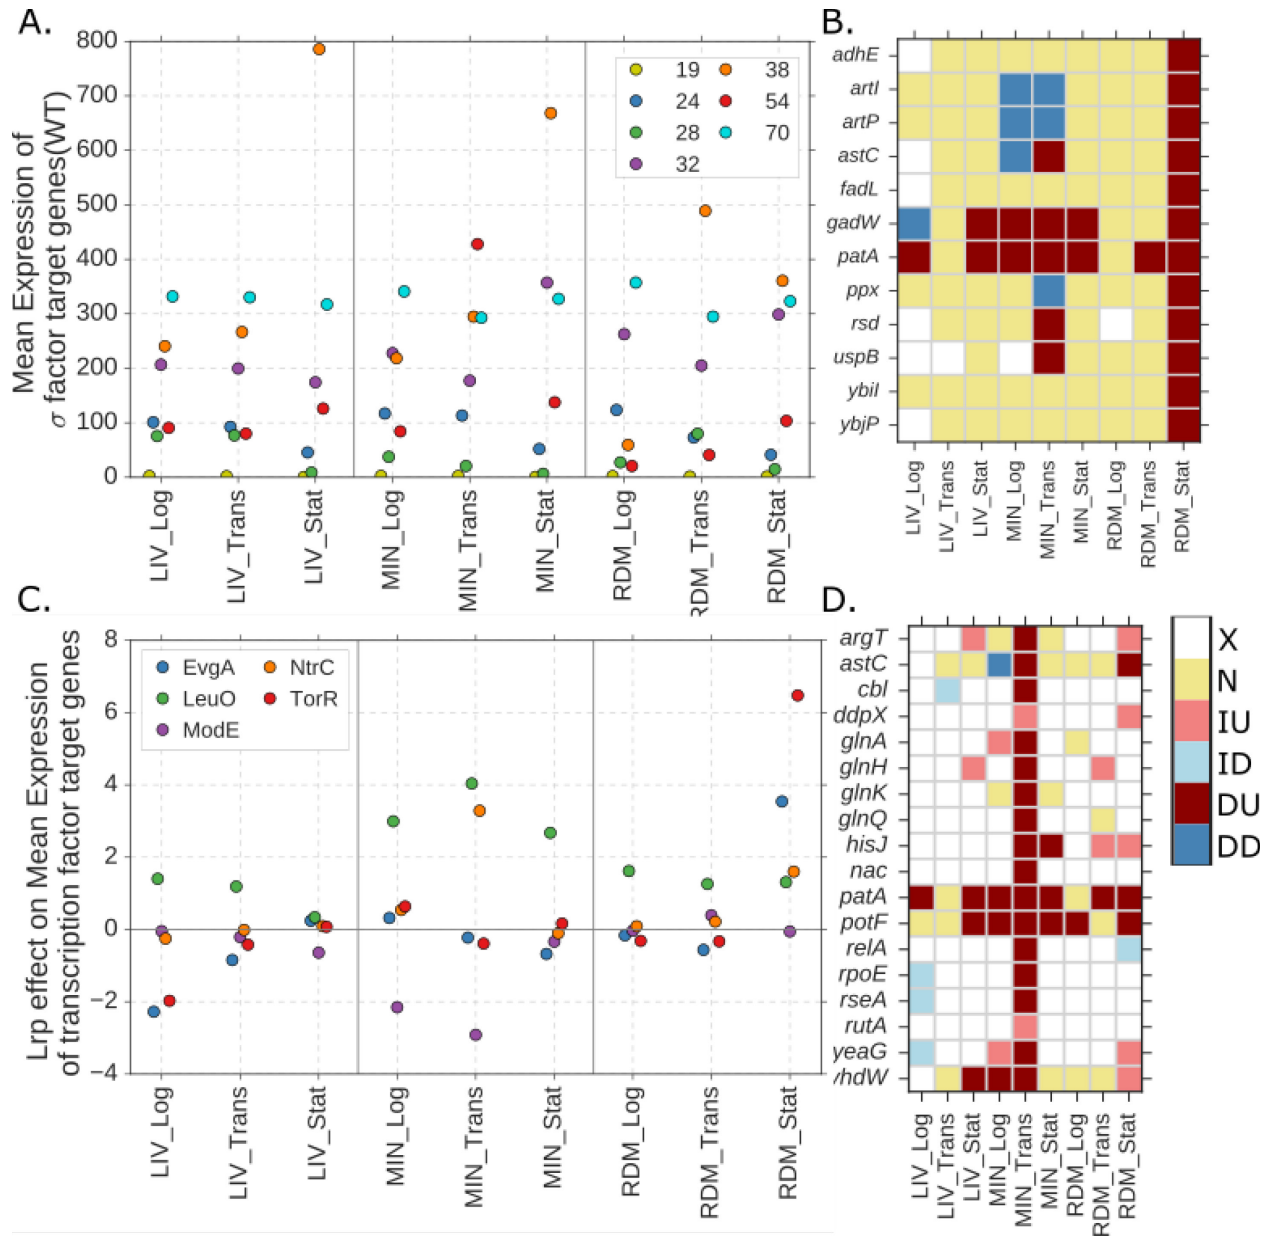 A.
Mean Expression of
σ factor target genes(WT)
800
700
600
500
400
300
200
100
0
19
24
28
32
38
54
70
LIV_Log
LIV_Trans
LIV_Stat
MIN_Log
MIN_Trans
MIN_Stat
RDM_Log
RDM_Trans
RDM_Stat
B.
adhE
artI
artP
astC
fadL
gadW
patA
ppx
rsd
uspB
ybiI
ybjP
LIV_Log
LIV_Trans
LIV_Stat
MIN_Log
MIN_Trans
MIN_Stat
RDM_Log
RDM_Trans
RDM_Stat
C.
Lrp effect on Mean Expression
of transcription factor target genes
8
6
4
2
0
−2
−4
EvgA
LeuO
ModE
NtrC
TorR
LIV_Log
LIV_Trans
LIV_Stat
MIN_Log
MIN_Trans
MIN_Stat
RDM_Log
RDM_Trans
RDM_Stat
D.
argT
astC
cbl
ddpX
glnA
glnH
glnK
glnQ
hisJ
nac
patA
potF
relA
rpoE
rseA
rutA
yeaG
yhdW
LIV_Log
LIV_Trans
LIV_Stat
MIN_Log
MIN_Trans
MIN_Stat
RDM_Log
RDM_Trans
RDM_Stat
X
N
IU
ID
DU
DD